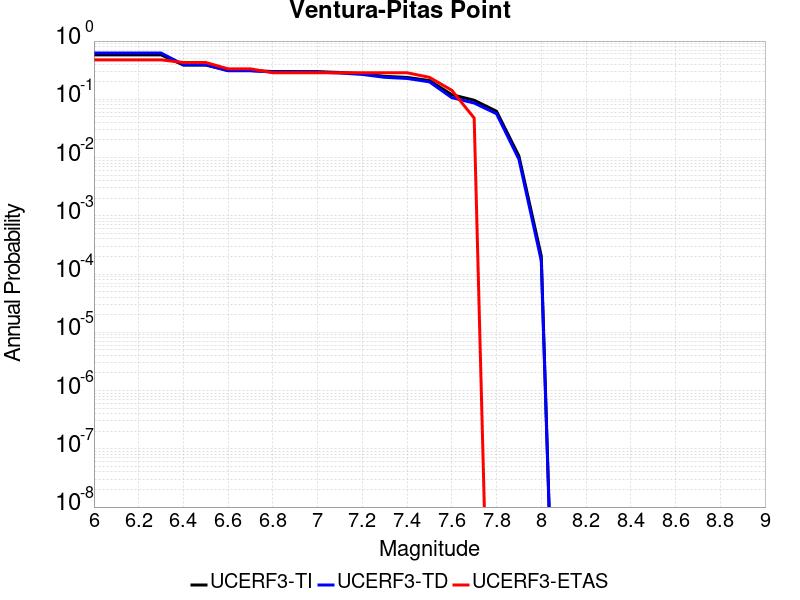 Ventura-Pitas Point
10^0
10^-1
10^-2
10^-3
10^-4
10^-5
10^-6
10^-7
10^-8
Annual Probability
6 6.2 6.4 6.6 6.8 7 7.2 7.4 7.6 7.8 8 8.2 8.4 8.6 8.8 9
Magnitude
UCERF3-TI UCERF3-TD UCERF3-ETAS